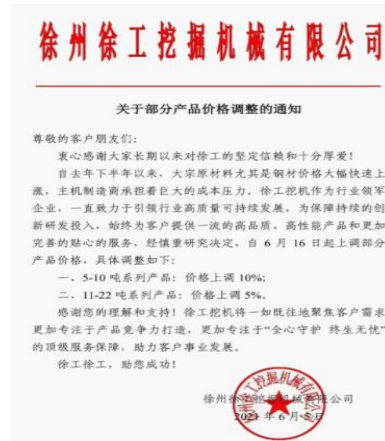 徐州徐工挖掘机械有限公司
关于部分产品价格调整的通知
尊敬的客户朋友们：
衷心感谢大家长期以来对徐工的坚定信赖和十分厚爱！
自去年下半年以来，大宗原材料尤其是钢材价格大幅快速上
涨，主机制造商承担着巨大的成本压力。徐工挖机作为行业领军
企业，一直致力于引领行业高质量可持续发展，为保障持续的创
新研发投入、始终为客户提供一流的高品质、高性能产品和更加
完善的贴心的服务，经慎重研究决定，自 6 月 16 日起上调部分
产品价格，具体调整如下：
一、5-10 吨系列产品：价格上调 10%;
二、11-22 吨系列产品：价格上调 5%。
感谢您的理解和支持！徐工挖机将一如既往地聚焦客户需求
更加专注于产品竞争力打造，更加专注于“全心守护 终生无忧”
的顶级服务保障，助力客户事业发展。
徐工徐工，助您成功！
徐州徐工挖掘机械有限公司
2021 年 6 月 5 日